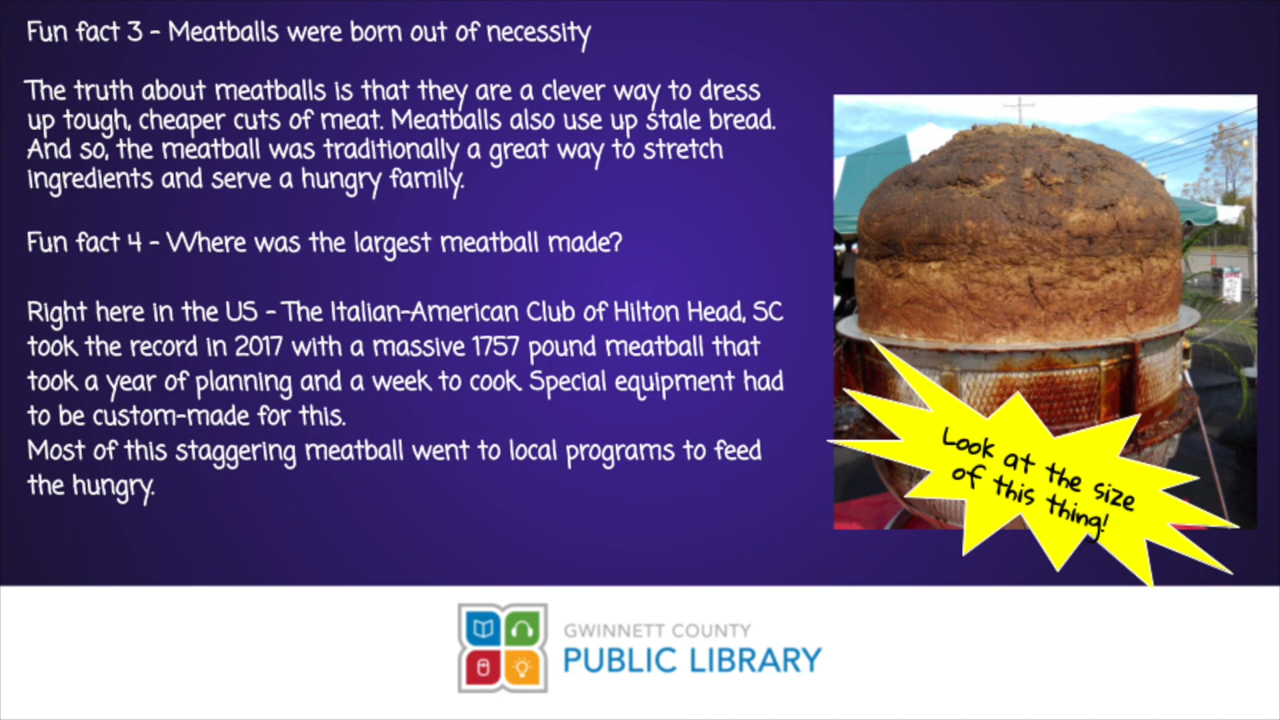 Fun fact 3 - Meatballs were born out of necessity
The truth about meatballs is that they are a clever way to dress
up tough, cheaper cuts of meat. Meatballs also use up stale bread.
And so, the meatball was traditionally a great way to stretch
ingredients and serve a hungry family.
Fun fact 4 - Where was the largest meatball made?
Right here in the US - The Italian-American Club of Hilton Head, SC
took the record in 2017 with a massive 1757 pound meatball that
took a year of planning and a week to cook. Special equipment had
to be custom-made for this.
Most of this staggering meatball went to local programs to feed
the hungry.
Look at the size
of this thing!
GWINNETT COUNTY
PUBLIC LIBRARY